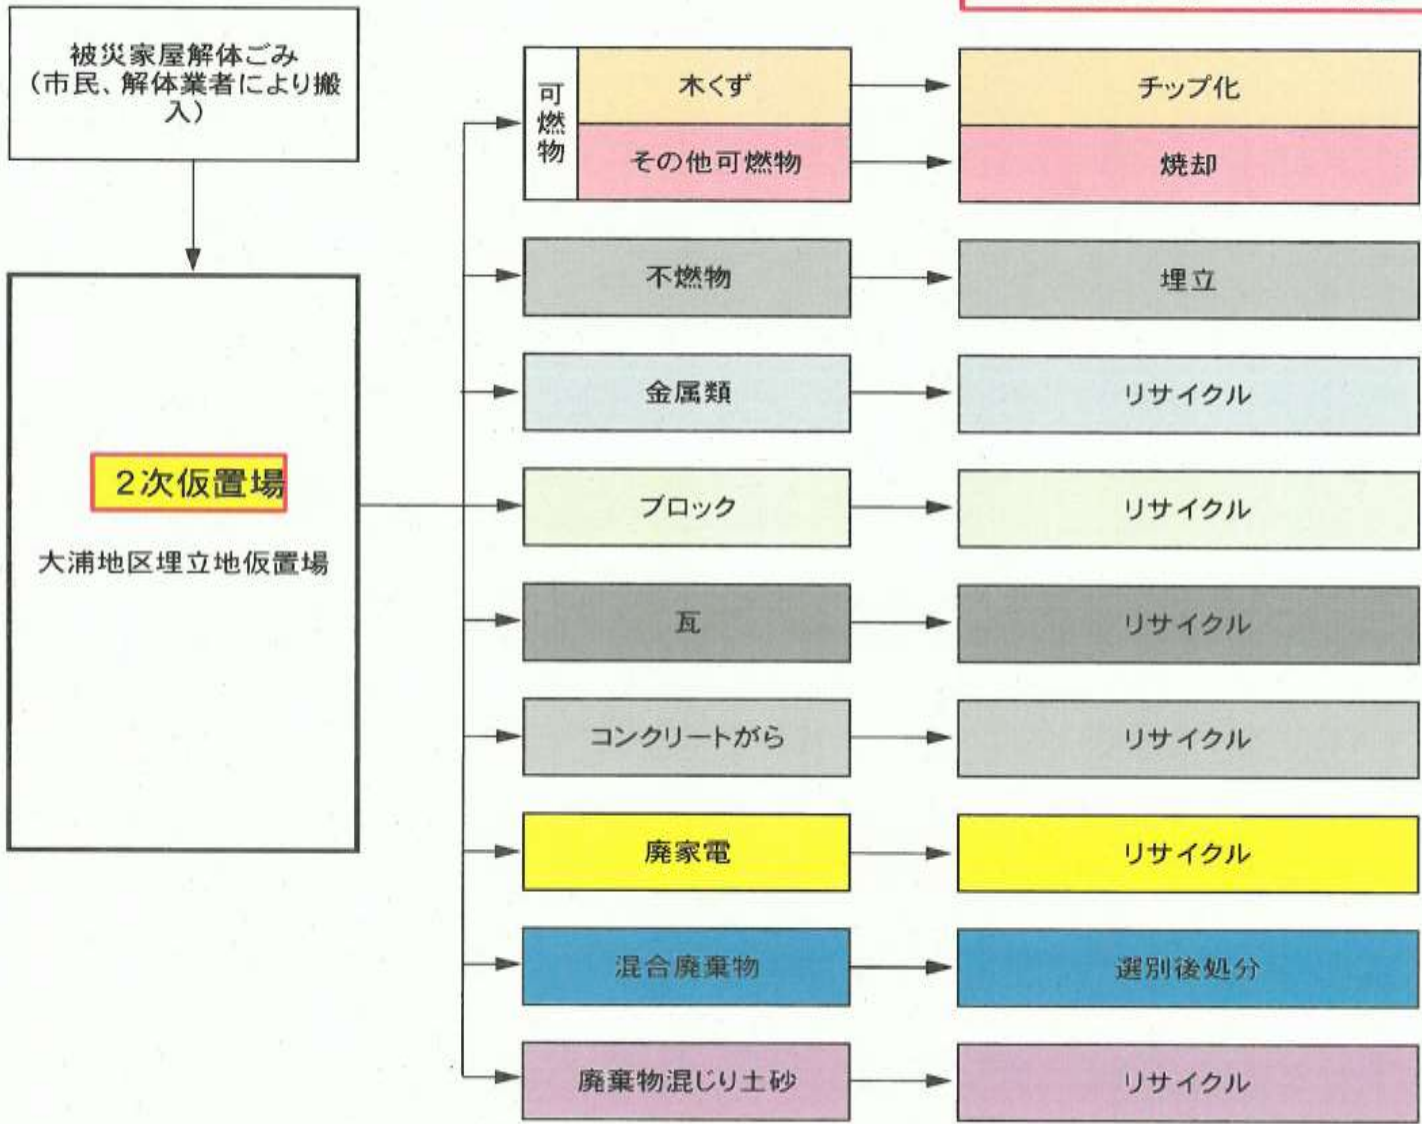 被災家屋解体ごみ
(市民、解体業者により搬
入)
2次仮置場
大浦地区埋立地仮置場
可燃物
木くず
チップ化
その他可燃物
焼却
不燃物
埋立
金属類
リサイクル
ブロック
リサイクル
瓦
リサイクル
コンクリートがら
リサイクル
廃家電
リサイクル
混合廃棄物
選別後処分
廃棄物混じり土砂
リサイクル